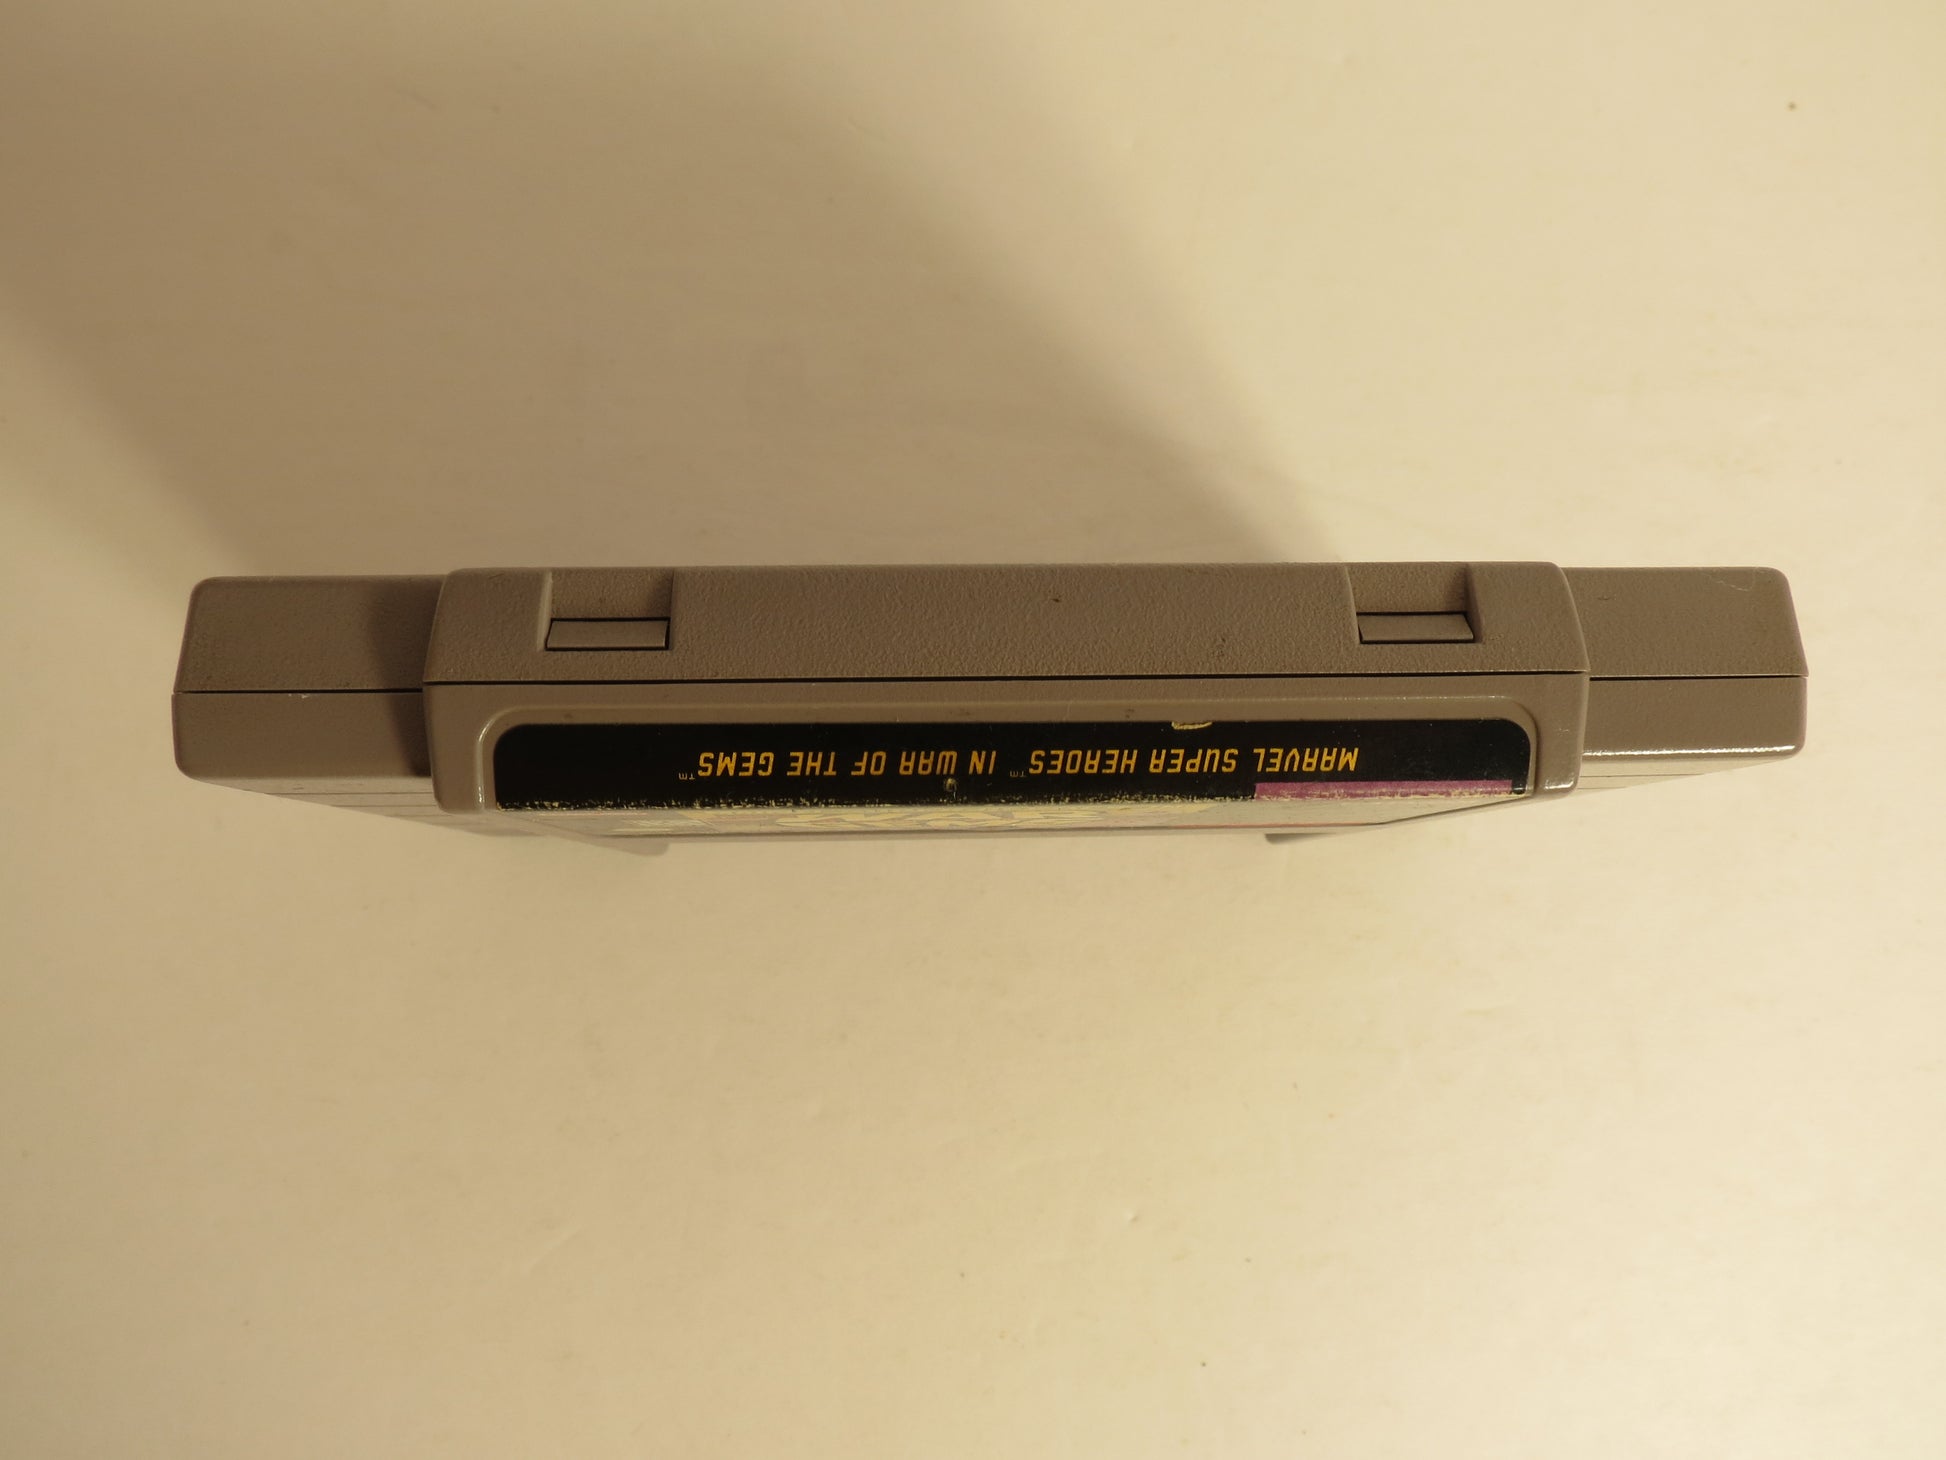 MARVEL SUPER HEROES™ IN WAR OF THE GEMS™